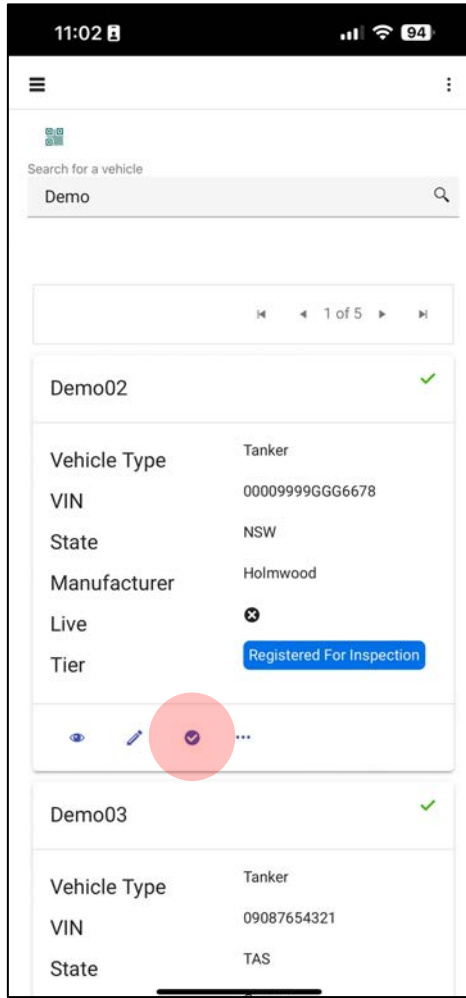 11:02 94
Search for a vehicle
Demo
1 of 5
Demo02
Vehicle Type Tanker
VIN 00009999GGG6678
State NSW
Manufacturer Holmwood
Live
Tier Registered For Inspection
Demo03
Vehicle Type Tanker
VIN 09087654321
State TAS